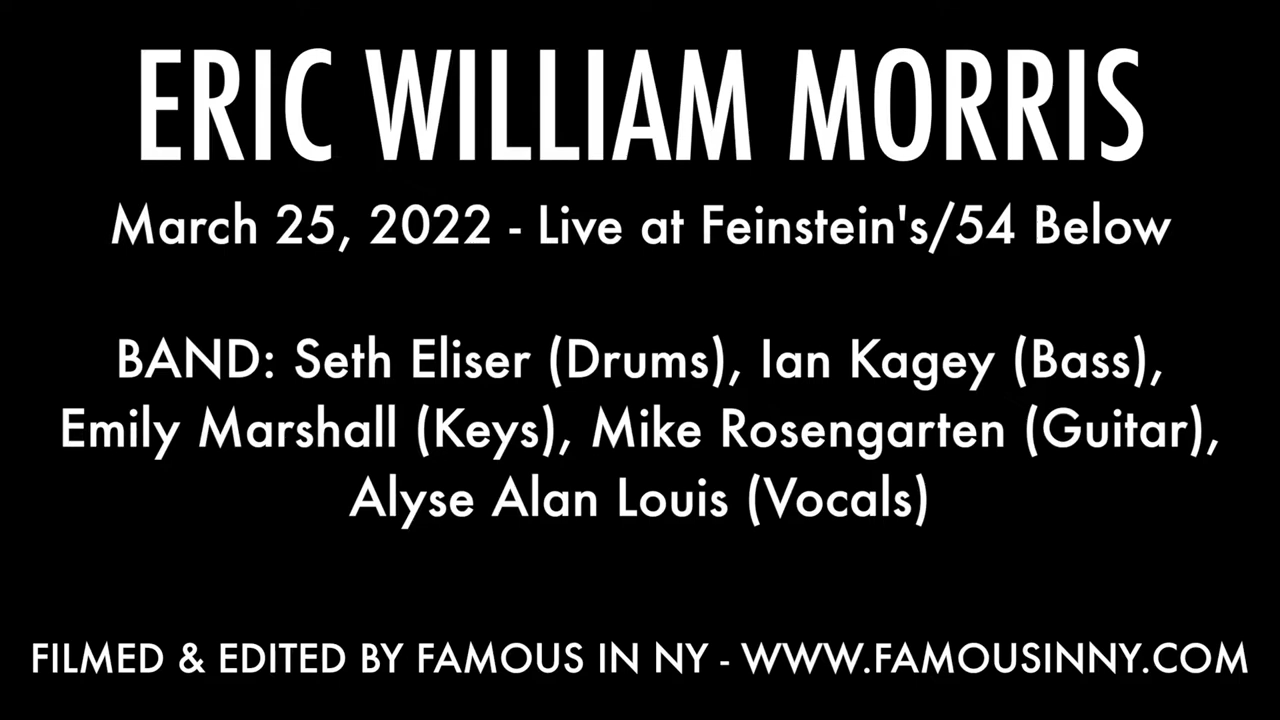 ERIC WILLIAM MORRIS
March 25, 2022 - Live at Feinstein's/54 Below
BAND: Seth Eliser (Drums), Ian Kagey (Bass),
Emily Marshall (Keys), Mike Rosengarten (Guitar),
Alyse Alan Louis (Vocals)
FILMED & EDITED BY FAMOUS IN NY - WWW.FAMOUSINNY.COM